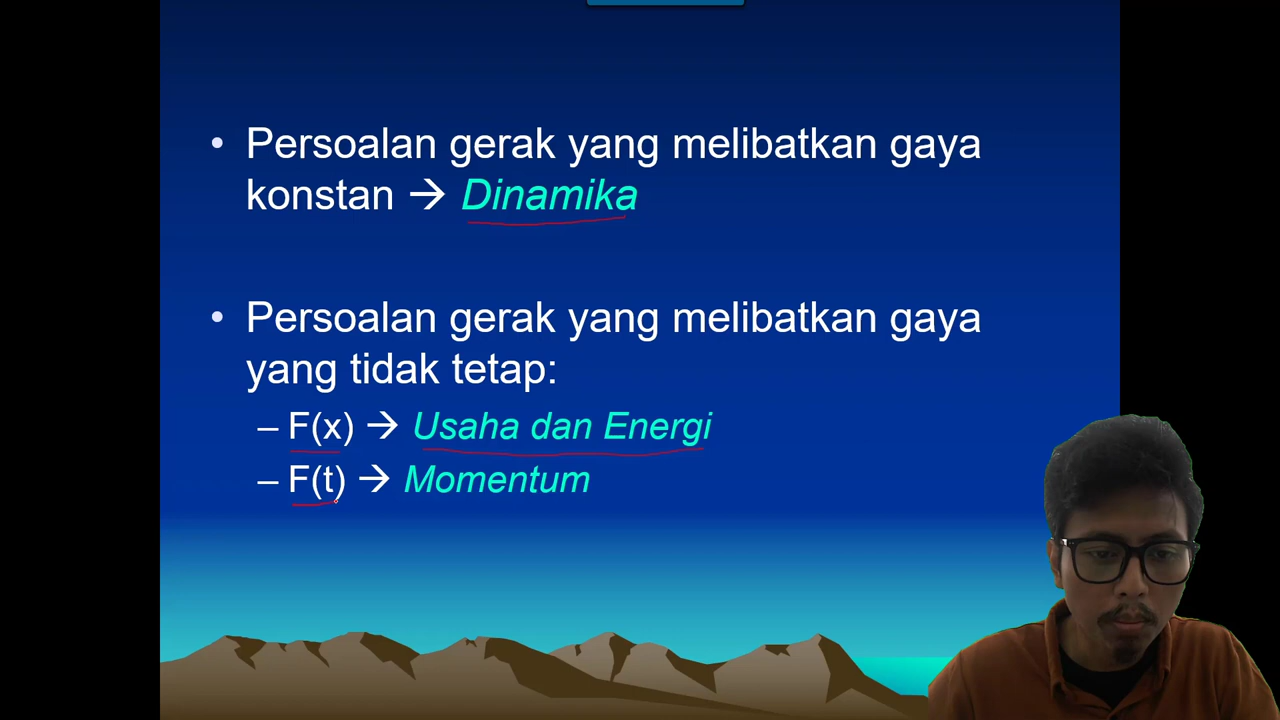 • Persoalan gerak yang melibatkan gaya
konstan → Dinamika
• Persoalan gerak yang melibatkan gaya
yang tidak tetap:
– F(x) → Usaha dan Energi
– F(t) → Momentum